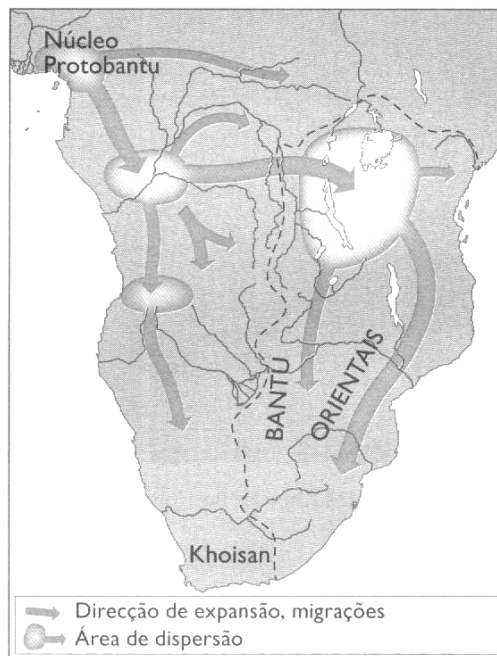 Núcleo
Protobantu
BANTU
ORIENTAIS
Khoisan
Direcção de expansão, migrações
Área de dispersão